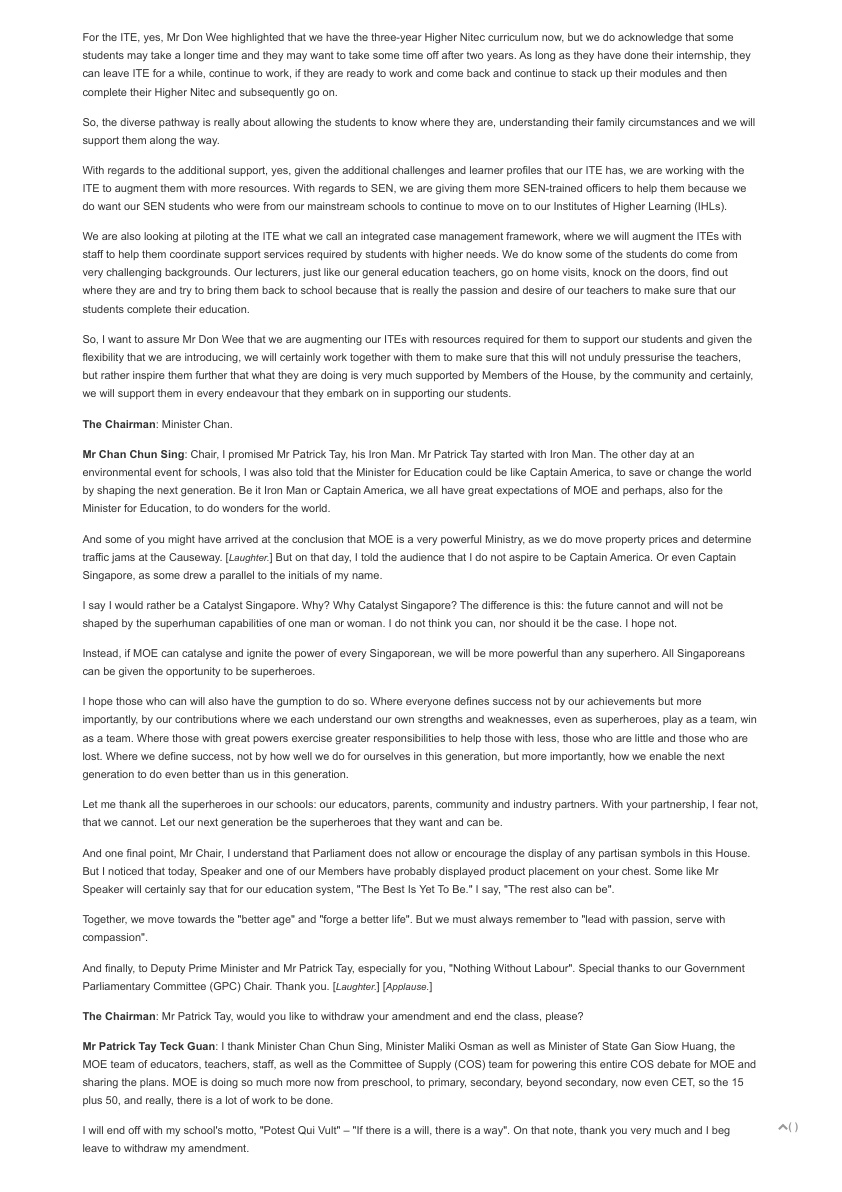 For the ITE, yes, Mr Don Wee highlighted that we have the three-year Higher Nitec curriculum now, but we do acknowledge that some
students may take a longer time and they may want to take some time off after two years. As long as they have done their internship, they
can leave ITE for a while, continue to work, if they are ready to work and come back and continue to stack up their modules and then
complete their Higher Nitec and subsequently go on.
So, the diverse pathway is really about allowing the students to know where they are, understanding their family circumstances and we will
support them along the way.
With regards to the additional support, yes, given the additional challenges and learner profiles that our ITE has, we are working with the
ITE to augment them with more resources. With regards to SEN, we are giving them more SEN-trained officers to help them because we
do want our SEN students who were from our mainstream schools to continue to move on to our Institutes of Higher Learning (IHLs).
We are also looking at piloting at the ITE what we call an integrated case management framework, where we will augment the ITEs with
staff to help them coordinate support services required by students with higher needs. We do know some of the students do come from
very challenging backgrounds. Our lecturers, just like our general education teachers, go on home visits, knock on the doors, find out
where they are and try to bring them back to school because that is really the passion and desire of our teachers to make sure that our
students complete their education.
So, I want to assure Mr Don Wee that we are augmenting our ITEs with resources required for them to support our students and given the
flexibility that we are introducing, we will certainly work together with them to make sure that this will not unduly pressurise the teachers,
but rather inspire them further that what they are doing is very much supported by Members of the House, by the community and certainly,
we will support them in every endeavour that they embark on in supporting our students.
The Chairman: Minister Chan.
Mr Chan Chun Sing: Chair, I promised Mr Patrick Tay, his Iron Man. Mr Patrick Tay started with Iron Man. The other day at an
environmental event for schools, I was also told that the Minister for Education could be like Captain America, to save or change the world
by shaping the next generation. Be it Iron Man or Captain America, we all have great expectations of MOE and perhaps, also for the
Minister for Education, to do wonders for the world.
And some of you might have arrived at the conclusion that MOE is a very powerful Ministry, as we do move property prices and determine
traffic jams at the Causeway. [Laughter.] But on that day, I told the audience that I do not aspire to be Captain America. Or even Captain
Singapore, as some drew a parallel to the initials of my name.
I say I would rather be a Catalyst Singapore. Why? Why Catalyst Singapore? The difference is this: the future cannot and will not be
shaped by the superhuman capabilities of one man or woman. I do not think you can, nor should it be the case. I hope not.
Instead, if MOE can catalyse and ignite the power of every Singaporean, we will be more powerful than any superhero. All Singaporeans
can be given the opportunity to be superheroes.
I hope those who can will also have the gumption to do so. Where everyone defines success not by our achievements but more
importantly, by our contributions where we each understand our own strengths and weaknesses, even as superheroes, play as a team, win
as a team. Where those with great powers exercise greater responsibilities to help those with less, those who are little and those who are
lost. Where we define success, not by how well we do for ourselves in this generation, but more importantly, how we enable the next
generation to do even better than us in this generation.
Let me thank all the superheroes in our schools: our educators, parents, community and industry partners. With your partnership, I fear not,
that we cannot. Let our next generation be the superheroes that they want and can be.
And one final point, Mr Chair, I understand that Parliament does not allow or encourage the display of any partisan symbols in this House.
But I noticed that today, Speaker and one of our Members have probably displayed product placement on your chest. Some like Mr
Speaker will certainly say that for our education system, "The Best Is Yet To Be." I say, "The rest also can be".
Together, we move towards the "better age" and "forge a better life". But we must always remember to "lead with passion, serve with
compassion".
And finally, to Deputy Prime Minister and Mr Patrick Tay, especially for you, "Nothing Without Labour". Special thanks to our Government
Parliamentary Committee (GPC) Chair. Thank you. [Laughter.] [Applause.]
The Chairman: Mr Patrick Tay, would you like to withdraw your amendment and end the class, please?
Mr Patrick Tay Teck Guan: I thank Minister Chan Chun Sing, Minister Maliki Osman as well as Minister of State Gan Siow Huang, the
MOE team of educators, teachers, staff, as well as the Committee of Supply (COS) team for powering this entire COS debate for MOE and
sharing the plans. MOE is doing so much more now from preschool, to primary, secondary, beyond secondary, now even CET, so the 15
plus 50, and really, there is a lot of work to be done.
I will end off with my school's motto, "Potest Qui Vult" – "If there is a will, there is a way". On that note, thank you very much and I beg
leave to withdraw my amendment.
( )